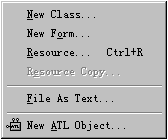 New Class...
New Form...
Resource... Ctrl+R
Resource Copy...
File As Text...
New ATL Object...